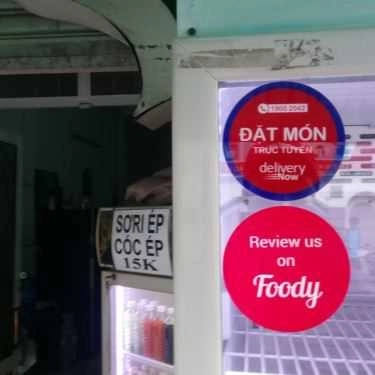 1900 2042
ĐẶT MÓN
TRỰC TUYẾN
delivery
Now
SƠRI ÉP
CÓC ÉP
15K
Review us
on
Foody